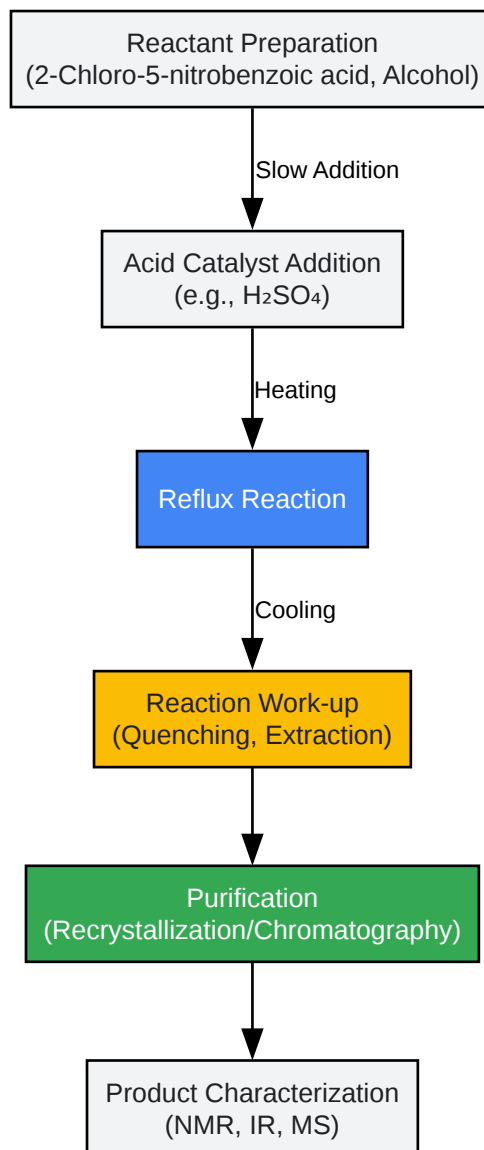 Reactant Preparation
(2-Chloro-5-nitrobenzoic acid, Alcohol)
Slow Addition
Acid Catalyst Addition
(e.g., H₂SO₄)
Heating
Reflux Reaction
Cooling
Reaction Work-up
(Quenching, Extraction)
Purification
(Recrystallization/Chromatography)
Product Characterization
(NMR, IR, MS)